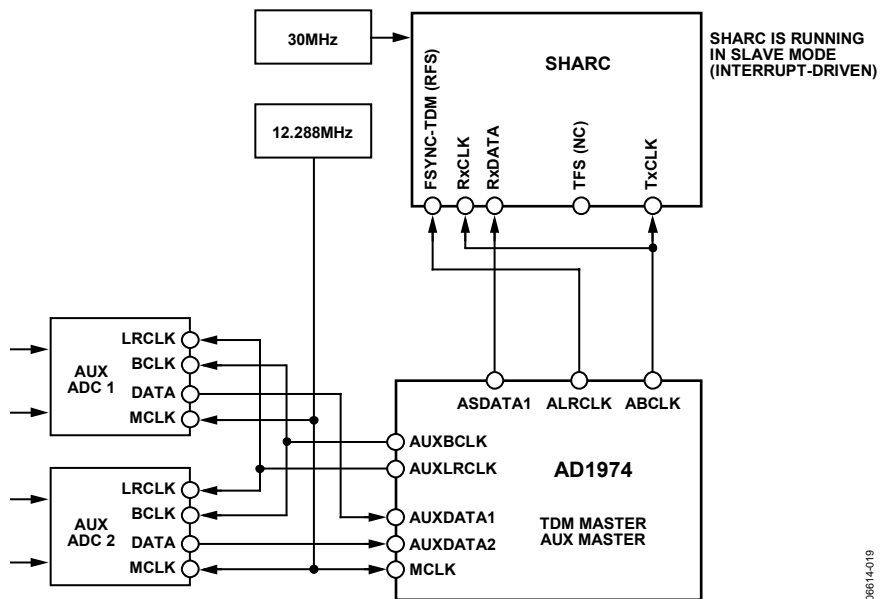 30MHz
SHARC
SHARC IS RUNNING
IN SLAVE MODE
(INTERRUPT-DRIVEN)
12.288MHz
FSYNC-TDM (RFS)
RxCLK
RxDATA
TFS (NC)
TxCLK
LRCLK
BCLK
DATA
MCLK
AUX
ADC 1
LRCLK
BCLK
DATA
MCLK
AUX
ADC 2
ASDATA1
ALRCLK
ABCLK
AUXBCLK
AUXLRCLK
AUXDATA1
AUXDATA2
MCLK
AD1974
TDM MASTER
AUX MASTER
06614-019